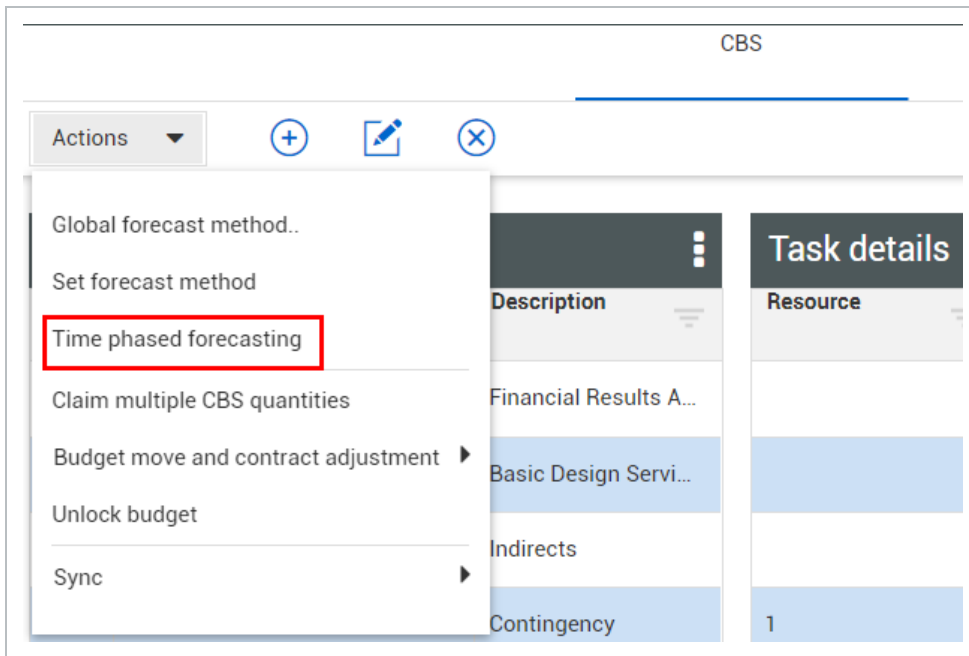 CBS
Actions
Global forecast method..
Set forecast method
Time phased forecasting
Claim multiple CBS quantities
Budget move and contract adjustment
Unlock budget
Sync
Description
Financial Results A...
Basic Design Servi...
Indirects
Contingency
Task details
Resource
1